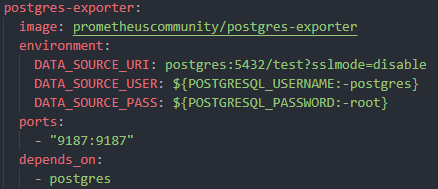 postgres-exporter:
  image: prometheuscommunity/postgres-exporter
  environment:
    DATA_SOURCE_URI: postgres:5432/test?sslmode=disable
    DATA_SOURCE_USER: ${POSTGRESQL_USERNAME:-postgres}
    DATA_SOURCE_PASS: ${POSTGRESQL_PASSWORD:-root}
  ports:
    - "9187:9187"
  depends_on:
    - postgres